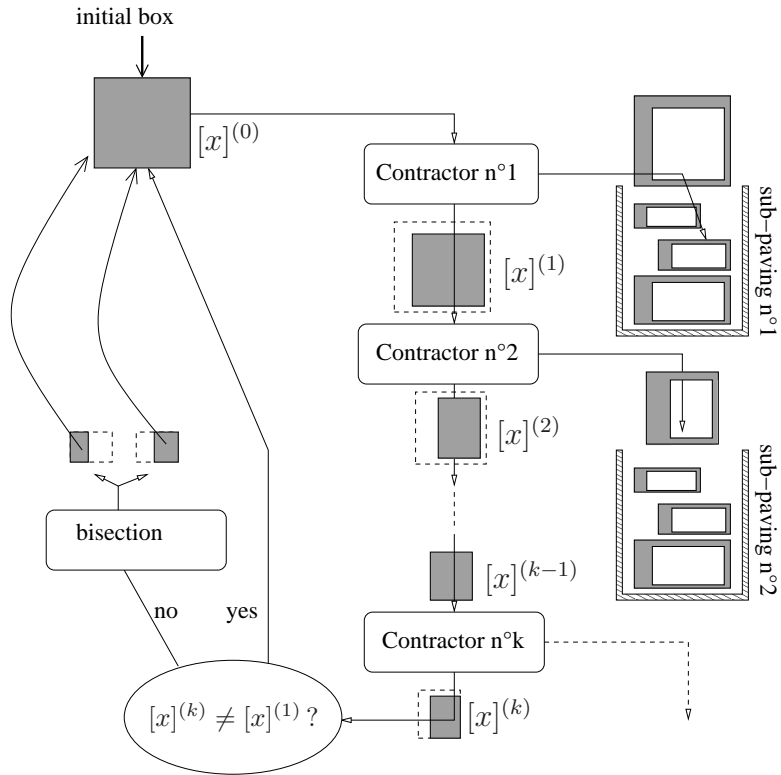 initial box
[x]^(0)
Contractor n°1
sub−paving n°1
[x]^(1)
Contractor n°2
[x]^(2)
sub−paving n°2
bisection
[x]^(k−1)
no
yes
Contractor n°k
[x]^(k)
[x]^(k) ≠ [x]^(1) ?